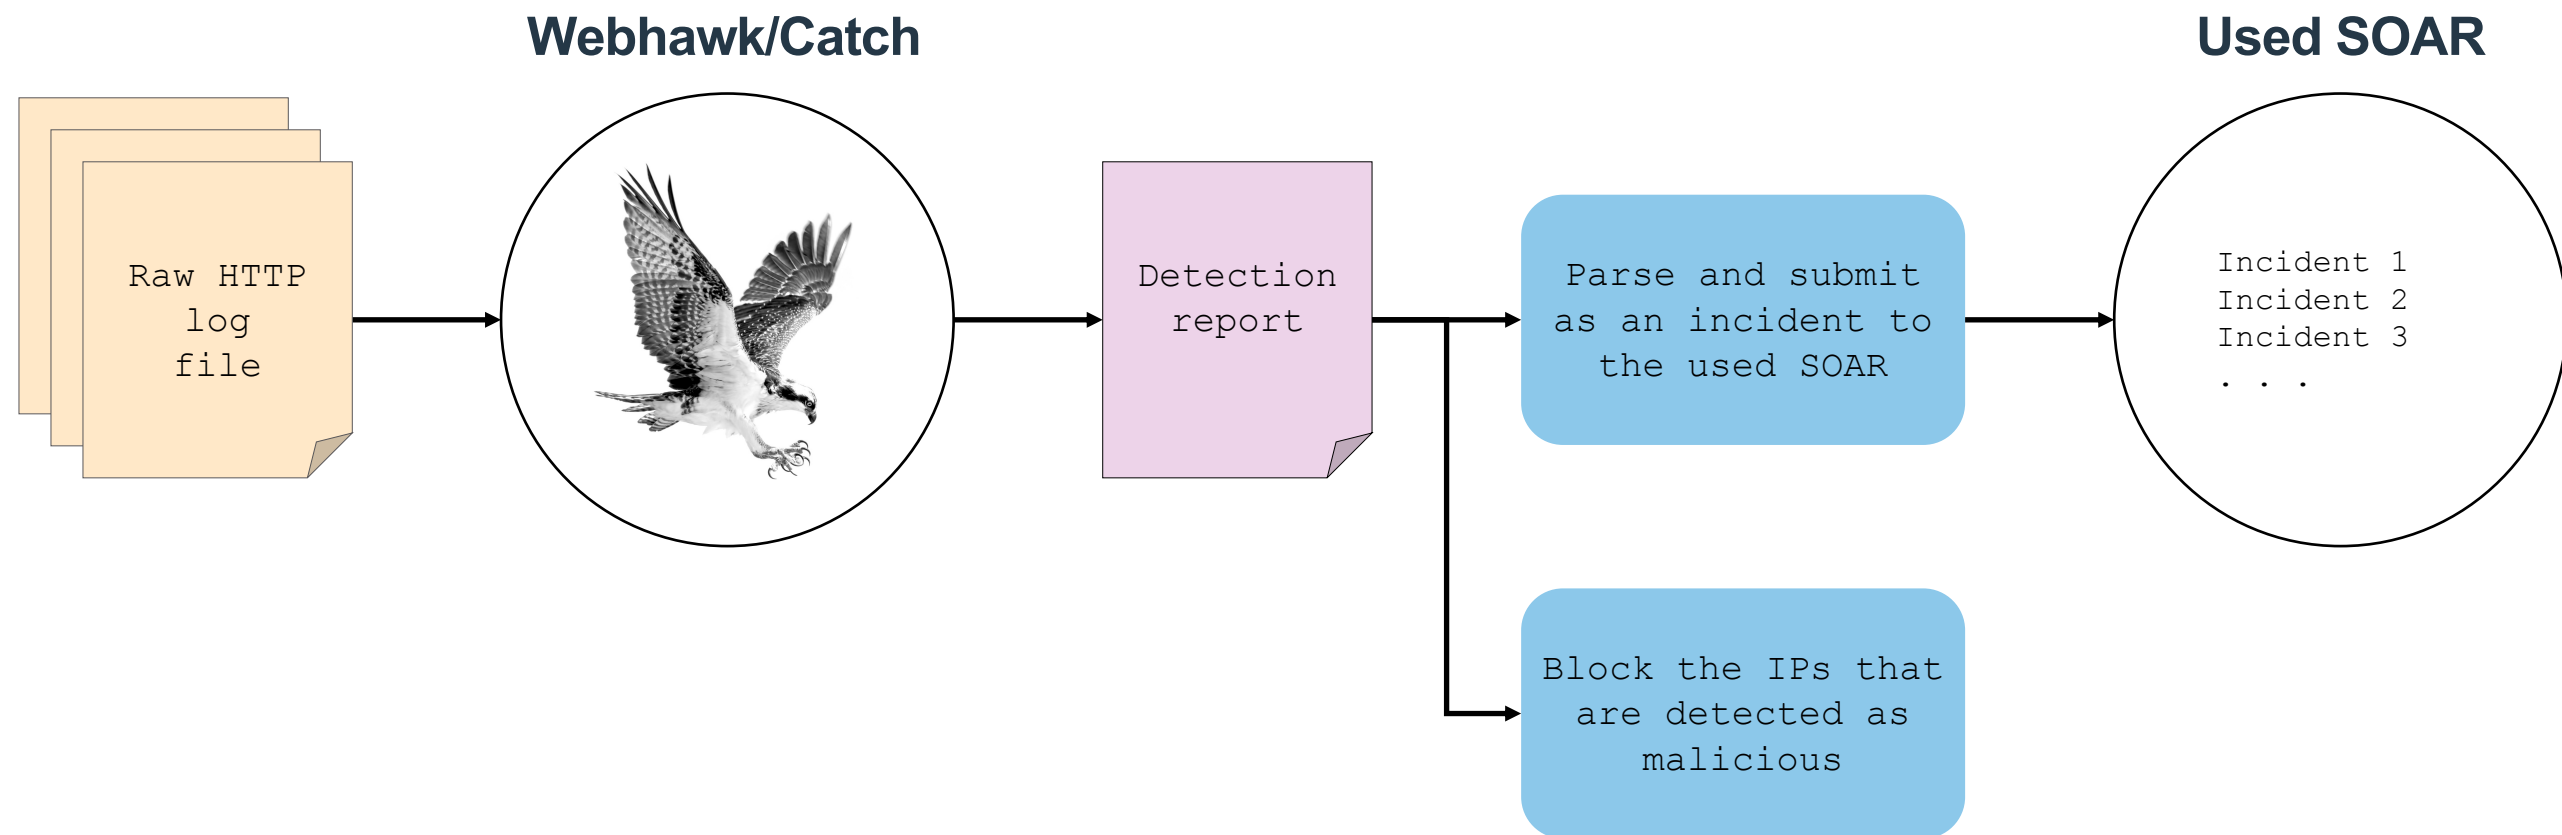 Webhawk/Catch
Used SOAR
Raw HTTP
log
file
Detection
report
Parse and submit
as an incident to
the used SOAR
Incident 1
Incident 2
Incident 3
. . .
Block the IPs that
are detected as
malicious